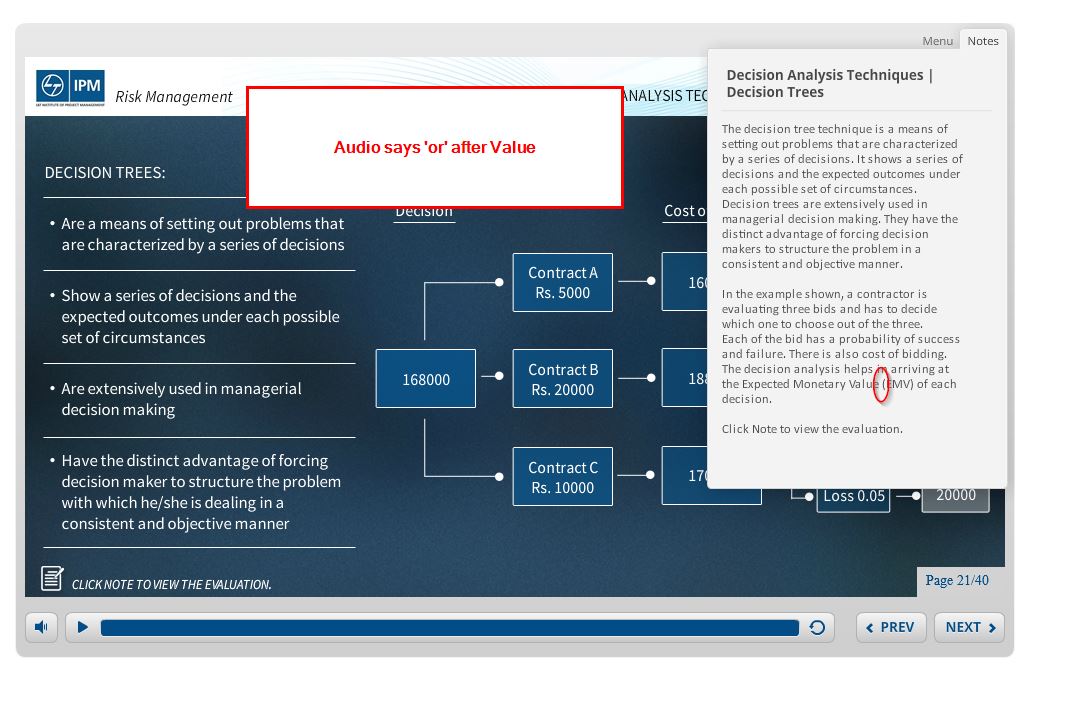 Menu
Notes
IPM
L&T INSTITUTE OF PROJECT MANAGEMENT
Risk Management
ANALYSIS TEC
Audio says 'or' after Value
DECISION TREES:
• Are a means of setting out problems that
are characterized by a series of decisions
• Show a series of decisions and the
expected outcomes under each possible
set of circumstances
• Are extensively used in managerial
decision making
• Have the distinct advantage of forcing
decision maker to structure the problem
with which he/she is dealing in a
consistent and objective manner
CLICK NOTE TO VIEW THE EVALUATION.
Decision
Cost o
168000
Contract A
Rs. 5000
160
Contract B
Rs. 20000
188
Contract C
Rs. 10000
170
Loss 0.05
20000
Decision Analysis Techniques |
Decision Trees
The decision tree technique is a means of
setting out problems that are characterized
by a series of decisions. It shows a series of
decisions and the expected outcomes under
each possible set of circumstances.
Decision trees are extensively used in
managerial decision making. They have the
distinct advantage of forcing decision
makers to structure the problem in a
consistent and objective manner.
In the example shown, a contractor is
evaluating three bids and has to decide
which one to choose out of the three.
Each of the bid has a probability of success
and failure. There is also cost of bidding.
The decision analysis helps in arriving at
the Expected Monetary Value (EMV) of each
decision.
Click Note to view the evaluation.
Page 21/40
PREV
NEXT